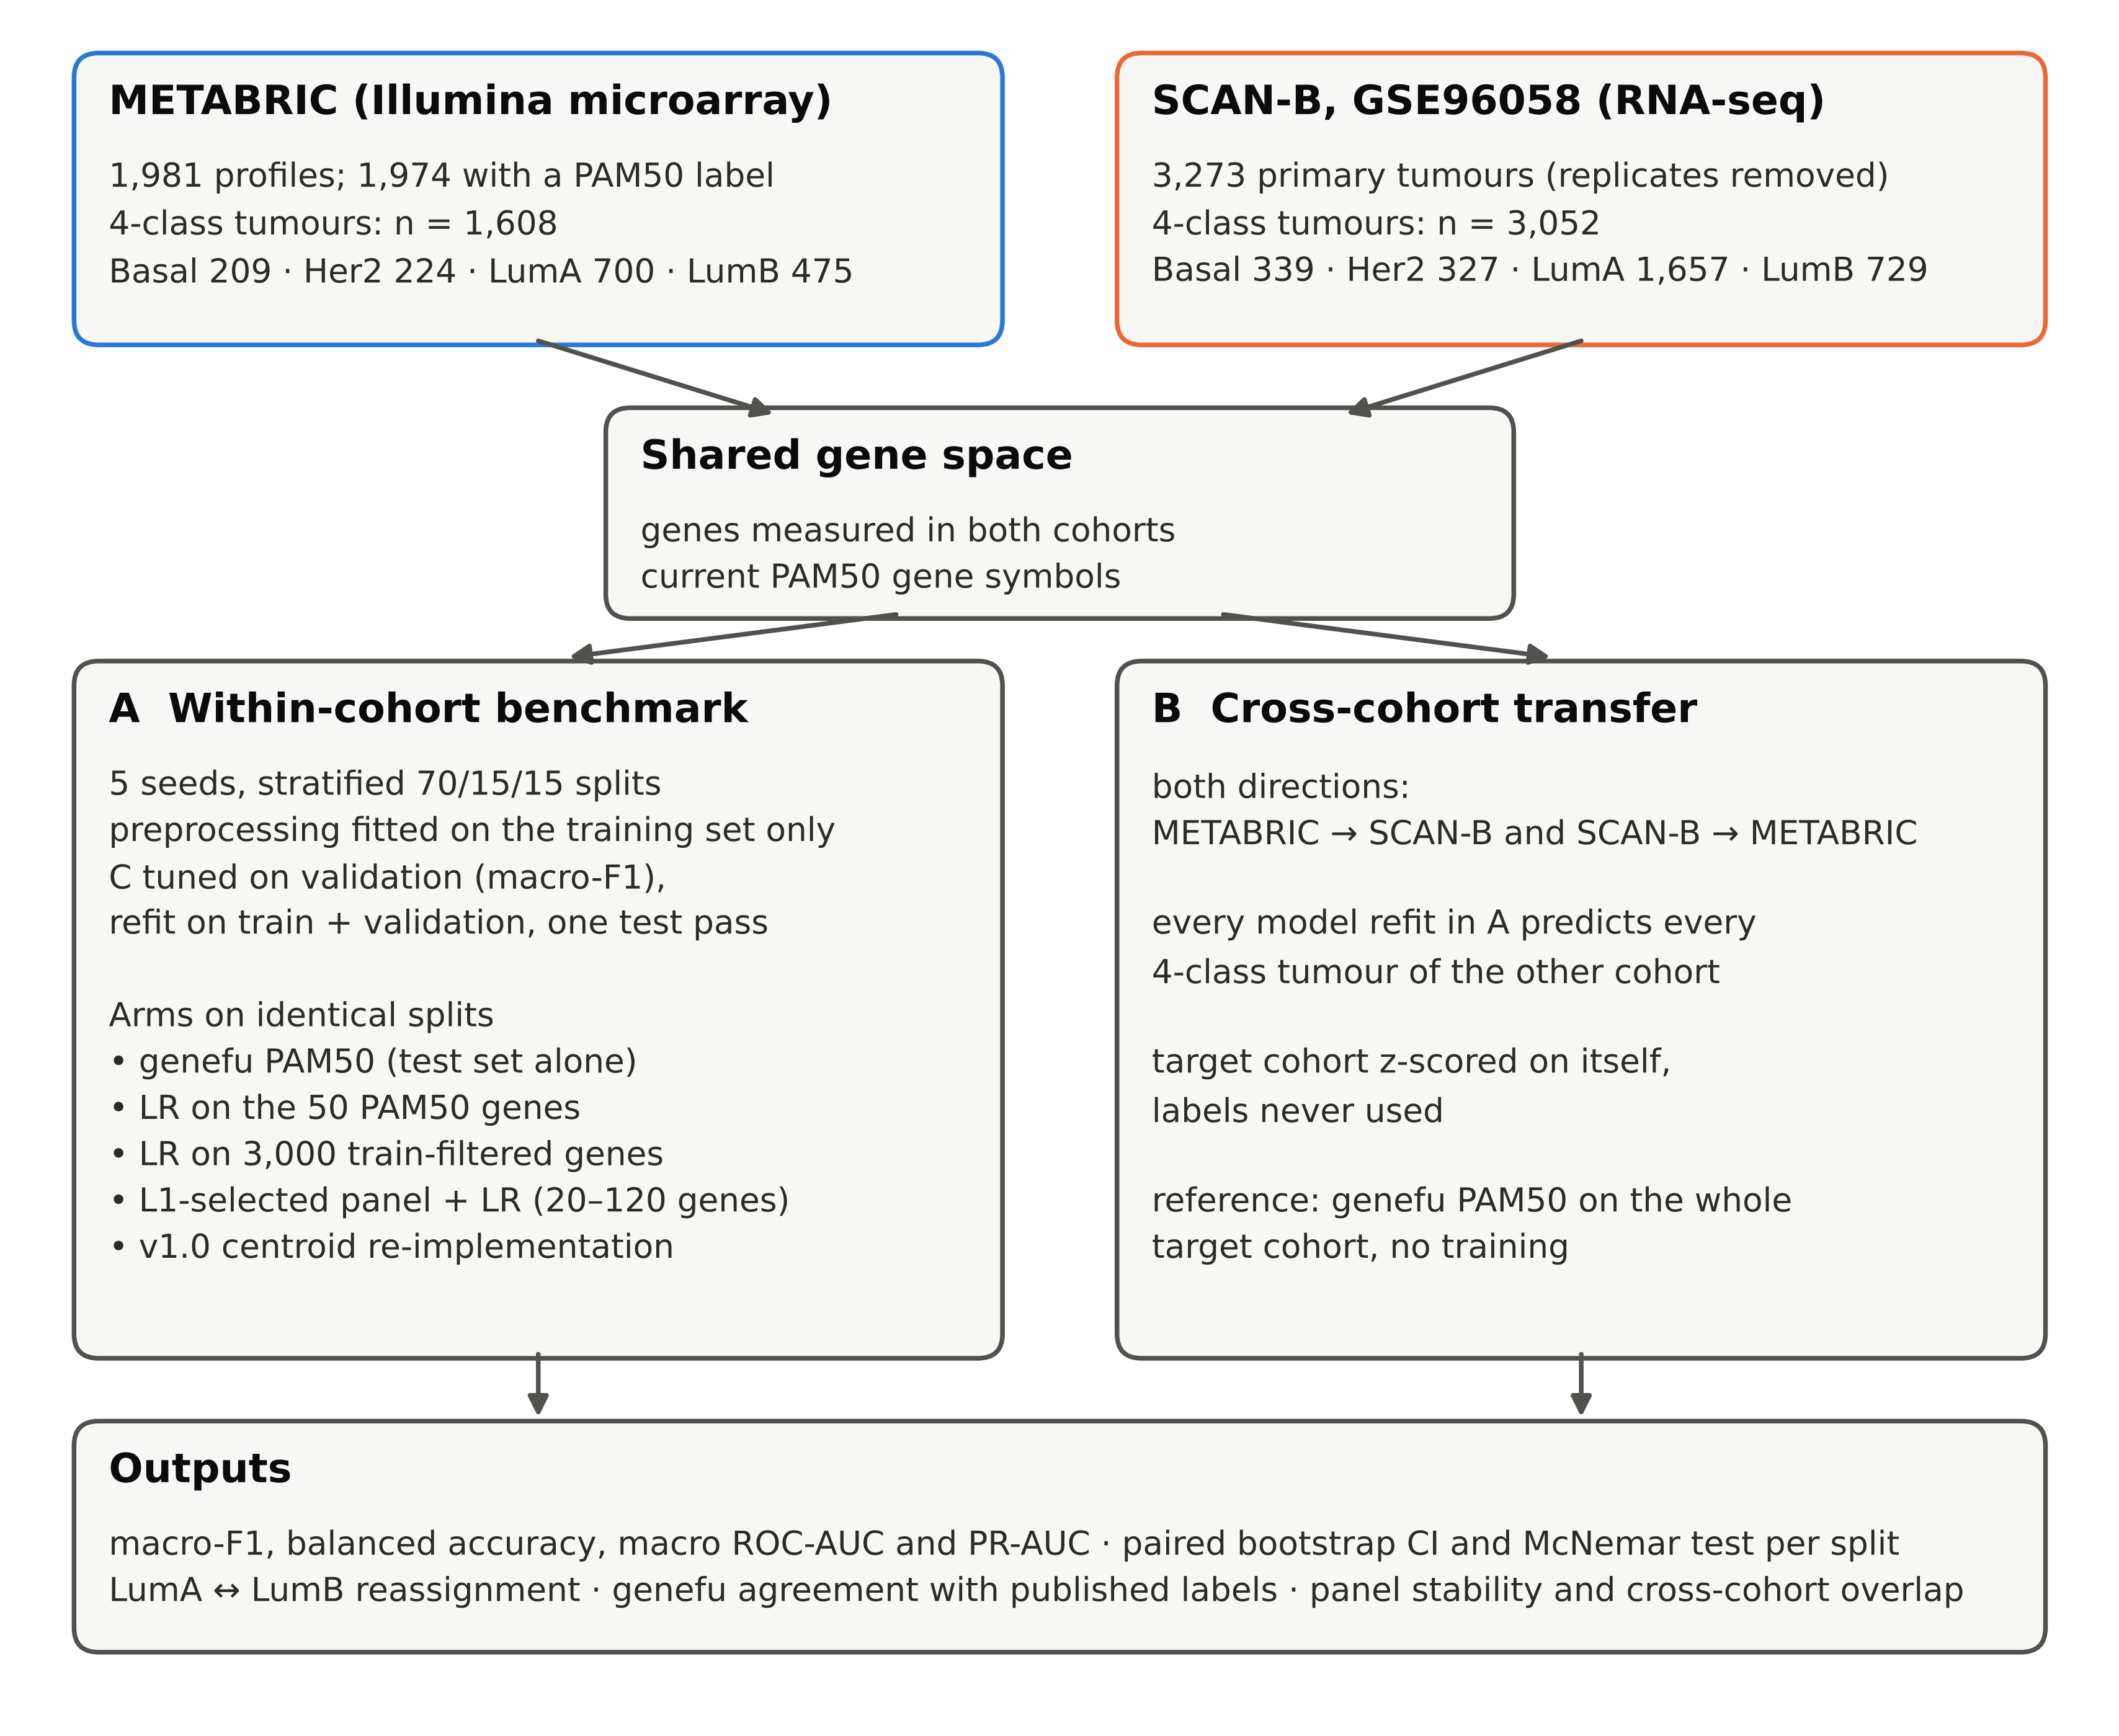 METABRIC (Illumina microarray)
1,981 profiles; 1,974 with a PAM50 label
4-class tumours: n = 1,608
Basal 209 · Her2 224 · LumA 700 · LumB 475
SCAN-B, GSE96058 (RNA-seq)
3,273 primary tumours (replicates removed)
4-class tumours: n = 3,052
Basal 339 · Her2 327 · LumA 1,657 · LumB 729
Shared gene space
genes measured in both cohorts
current PAM50 gene symbols
A Within-cohort benchmark
5 seeds, stratified 70/15/15 splits
preprocessing fitted on the training set only
C tuned on validation (macro-F1),
refit on train + validation, one test pass
Arms on identical splits
• genefu PAM50 (test set alone)
• LR on the 50 PAM50 genes
• LR on 3,000 train-filtered genes
• L1-selected panel + LR (20–120 genes)
• v1.0 centroid re-implementation
B Cross-cohort transfer
both directions:
METABRIC → SCAN-B and SCAN-B → METABRIC
every model refit in A predicts every
4-class tumour of the other cohort
target cohort z-scored on itself,
labels never used
reference: genefu PAM50 on the whole
target cohort, no training
Outputs
macro-F1, balanced accuracy, macro ROC-AUC and PR-AUC · paired bootstrap CI and McNemar test per split
LumA ↔ LumB reassignment · genefu agreement with published labels · panel stability and cross-cohort overlap